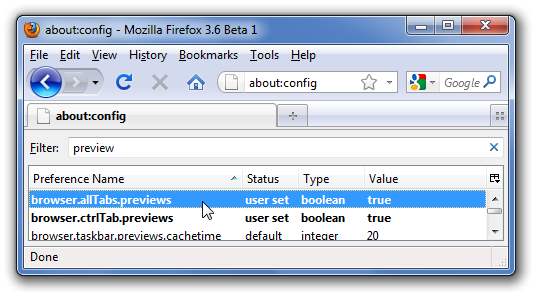 about:config - Mozilla Firefox 3.6 Beta 1
File Edit View History Bookmarks Tools Help
about:config Google
about:config
Filter: preview
Preference Name Status Type Value
browser.allTabs.previews user set boolean true
browser.ctrlTab.previews user set boolean true
browser.taskbar.previews.cachetime default integer 20
Done